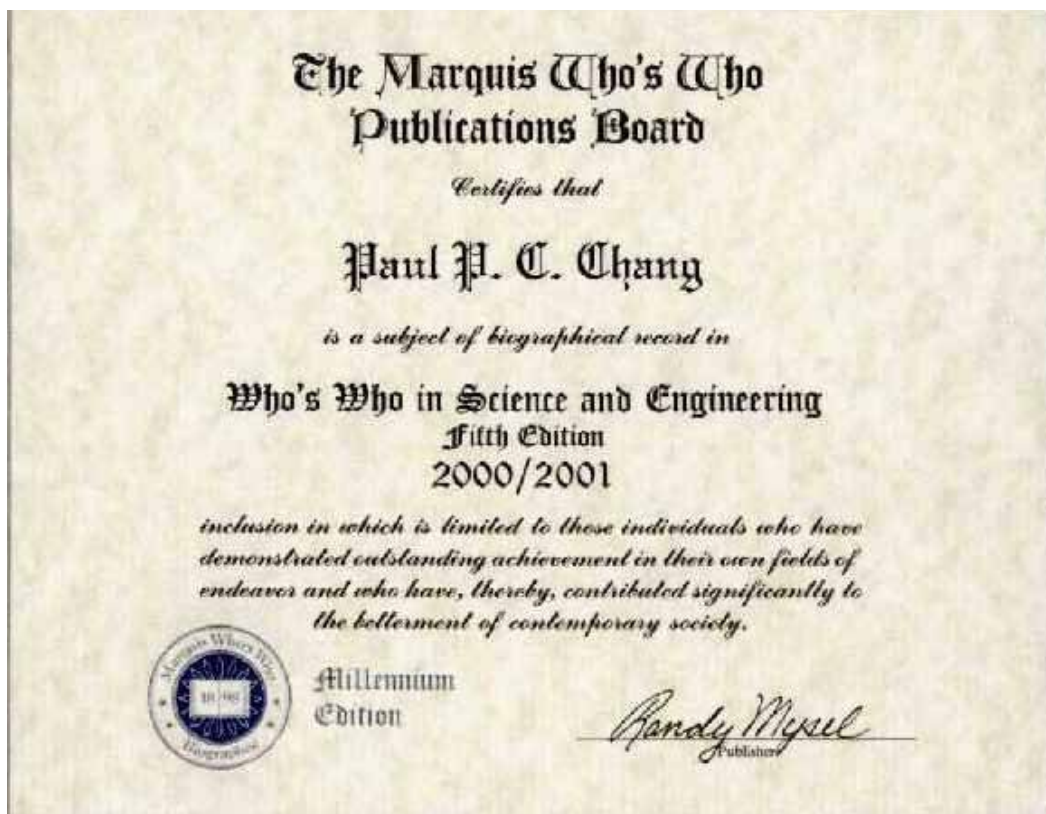 The Marquis Who's Who
Publications Board
Certifies that
Paul P. C. Chang
is a subject of biographical record in
Who's Who in Science and Engineering
Fifth Edition
2000/2001
inclusion in which is limited to those individuals who have
demonstrated outstanding achievement in their own fields of
endeavor and who have, thereby, contributed significantly to
the betterment of contemporary society.
Marquis Who's Who
Millennium
Edition
Randy Mysel
Publisher